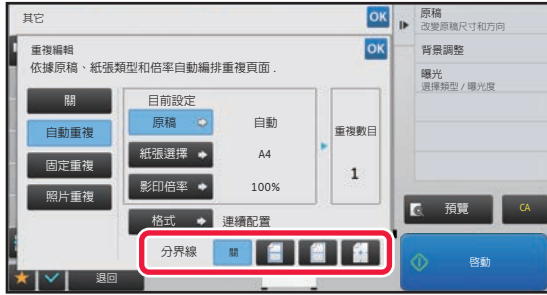 其它
OK
重複編輯
OK
依據原稿、紙張類型和倍率自動編排重複頁面 .
關
自動重複
固定重複
照片重複
目前設定
原稿
自動
紙張選擇
A4
影印倍率
100%
重複數目
1
格式
連續配置
分界線
關
退回
原稿
改變原稿尺寸和方向
背景調整
曝光
選擇類型 / 曝光度
預覽
CA
啓動